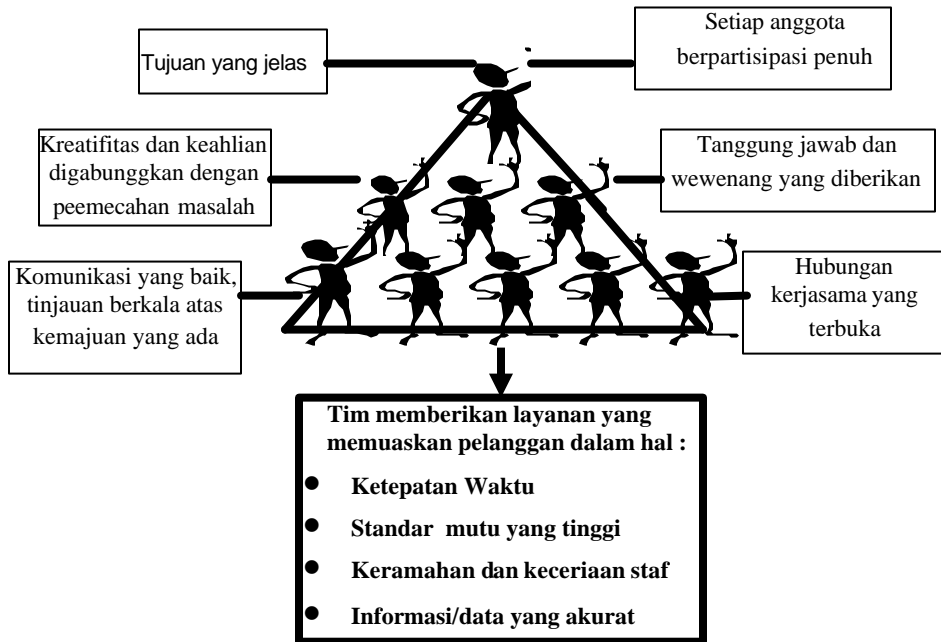 Tujuan yang jelas
Setiap anggota
berpartisipasi penuh
Kreatifitas dan keahlian
digabunggkan dengan
peemecahan masalah
Tanggung jawab dan
wewenang yang diberikan
Komunikasi yang baik,
tinjauan berkala atas
kemajuan yang ada
Hubungan
kerjasama yang
terbuka
Tim memberikan layanan yang
memuaskan pelanggan dalam hal :
● Ketepatan Waktu
● Standar mutu yang tinggi
● Keramahan dan keceriaan staf
● Informasi/data yang akurat